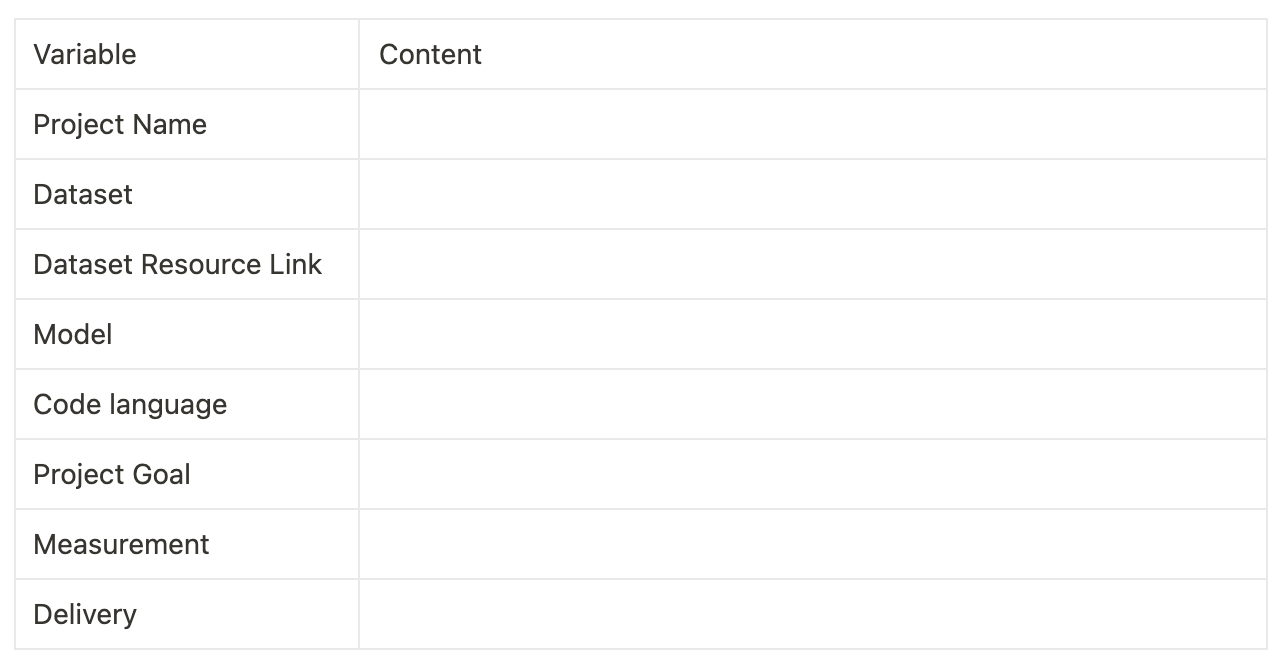 Variable Content
Project Name
Dataset
Dataset Resource Link
Model
Code language
Project Goal
Measurement
Delivery